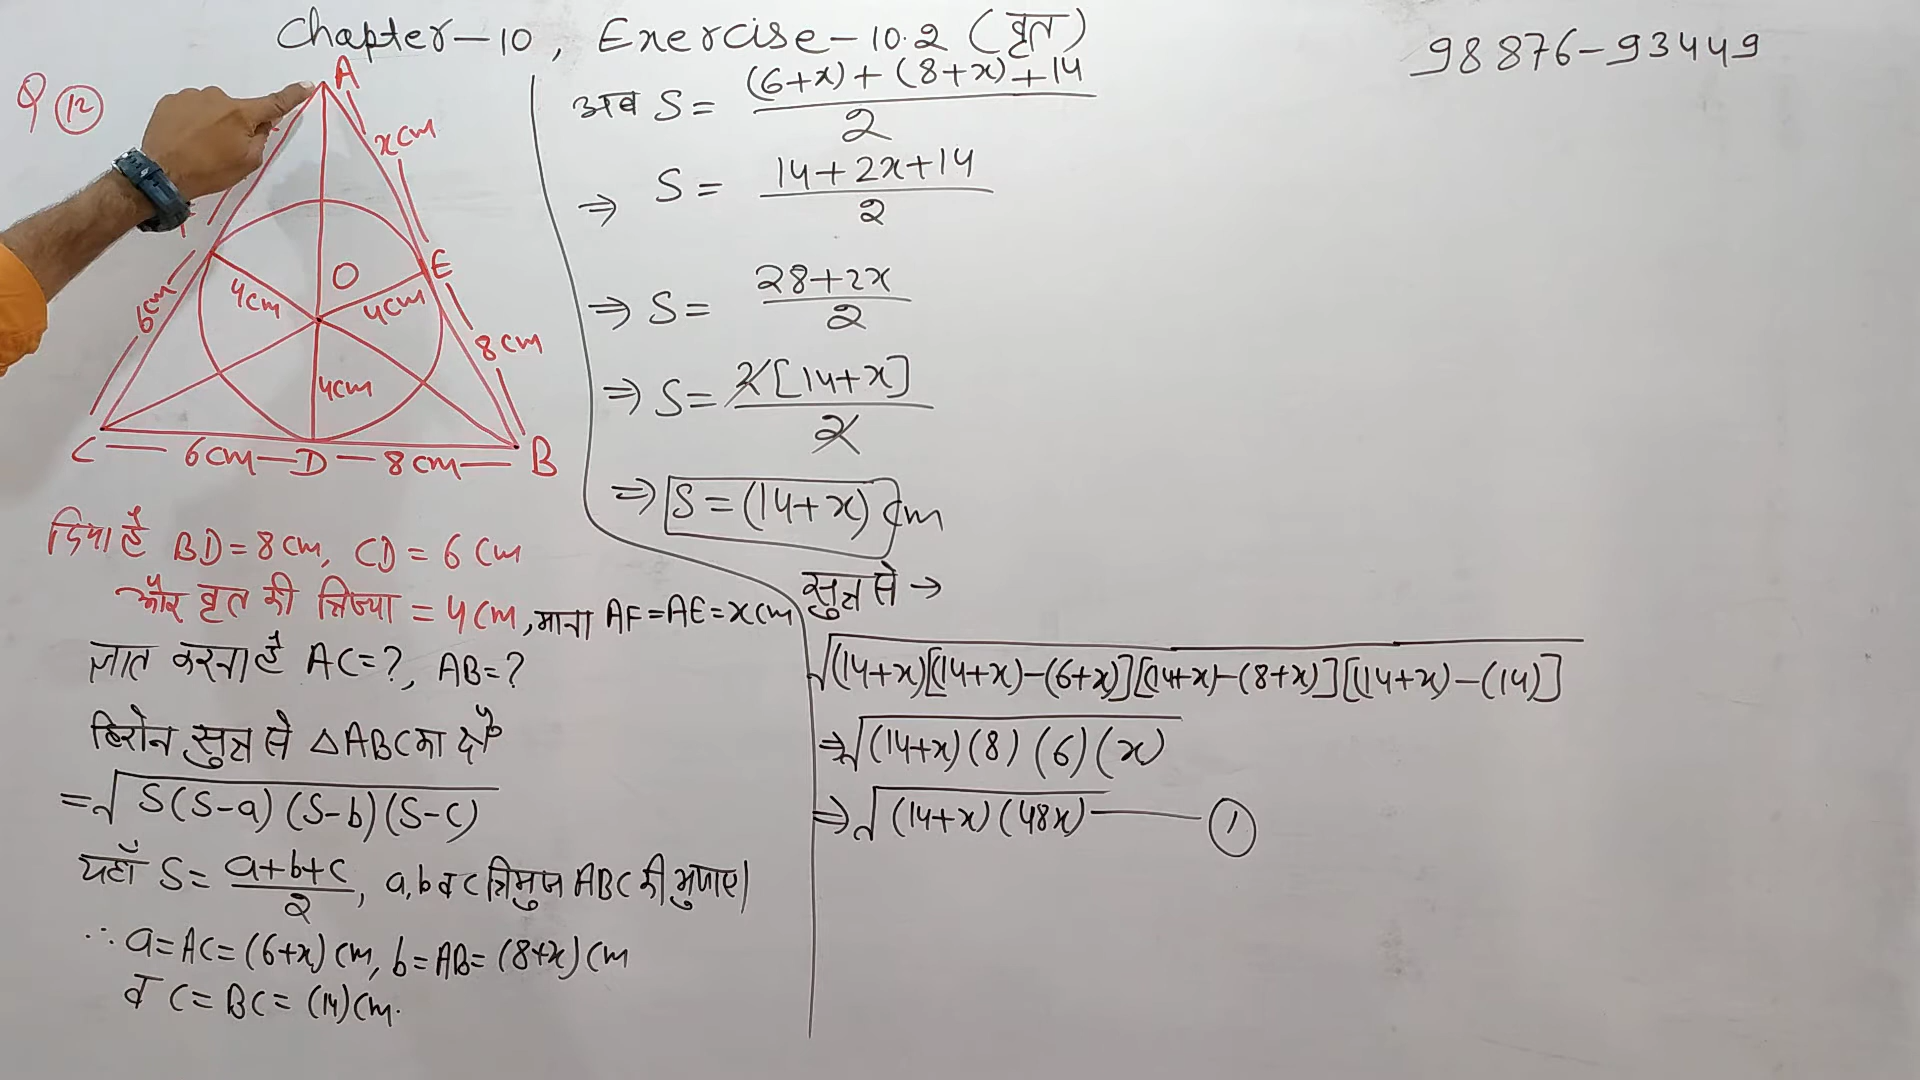 Chapter-10, Exercise-10.2 (वृत)
98876-93449
Q 12
A
x cm
E
O
4cm
4cm
4cm
6cm
8cm
C 6cm D 8cm B
दिया है BD = 8 cm, CD = 6 cm
और वृत की त्रिज्या = 4 cm, माना AF = AE = x cm
ज्ञात करना है AC = ?, AB = ?
हिरोन सुत्र से △ABC का क्षे०
= √S(S-a)(S-b)(S-c)
यहाँ S = a+b+c/2, a, b व c त्रिभुज ABC की भुजाए।
∴ a = AC = (6+x) cm, b = AB = (8+x) cm
व c = BC = (14) cm.
अब S = (6+x)+(8+x)+14/2
⇒ S = 14+2x+14/2
⇒ S = 28+2x/2
⇒ S = 2[14+x]/2
⇒ S = (14+x) cm
सुत्र से →
√(14+x)[(14+x)-(6+x)][(14+x)-(8+x)][(14+x)-(14)]
⇒ √(14+x)(8)(6)(x)
⇒ √(14+x)(48x) — 1